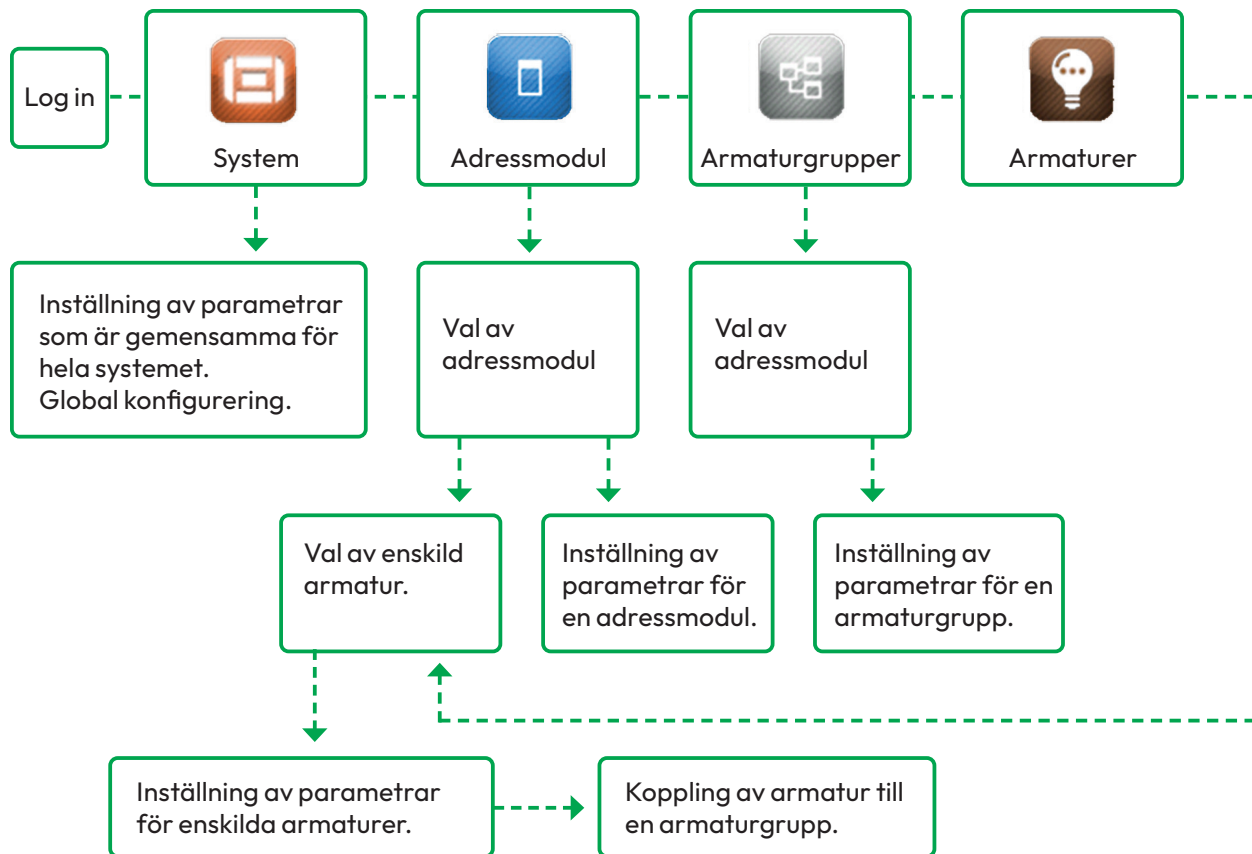 Log in
System
Adressmodul
Armaturgrupper
Armaturer
Inställning av parametrar
som är gemensamma för
hela systemet.
Global konfigurering.
Val av
adressmodul
Val av
adressmodul
Val av enskild
armatur.
Inställning av
parametrar för
en adressmodul.
Inställning av
parametrar för en
armaturgrupp.
Inställning av parametrar
för enskilda armaturer.
Koppling av armatur till
en armaturgrupp.